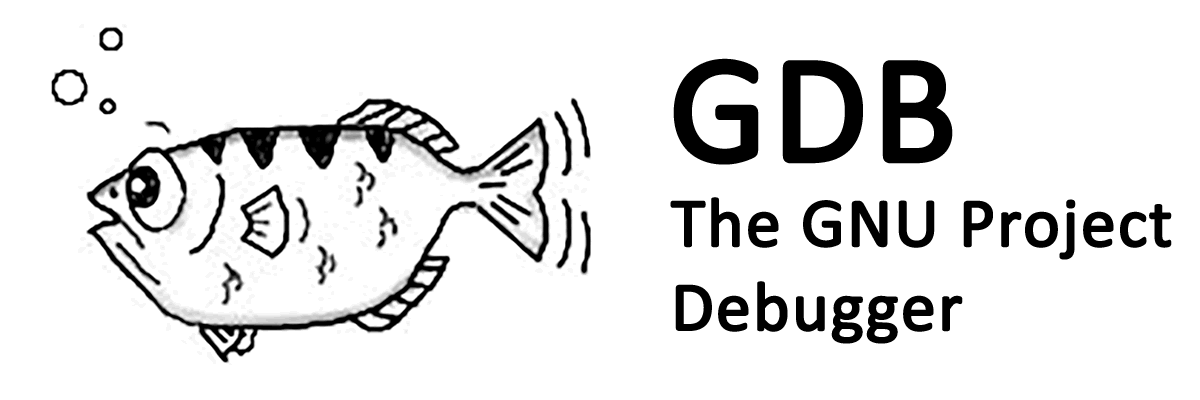 GDB
The GNU Project
Debugger